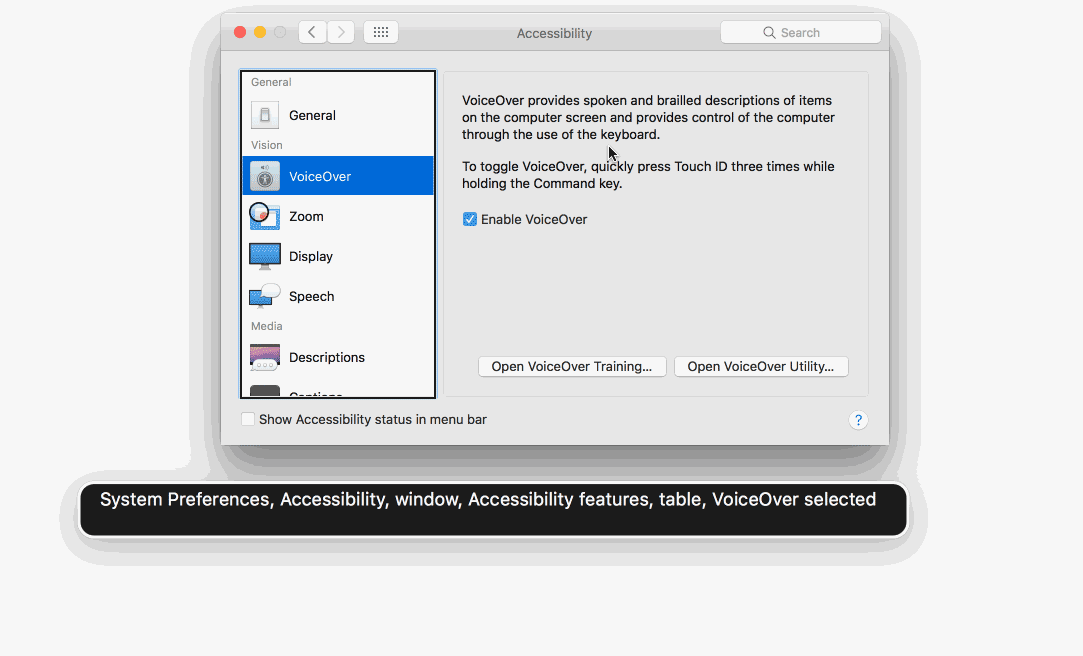 Accessibility
Search
General
General
Vision
VoiceOver
Zoom
Display
Speech
Media
Descriptions
Captions
VoiceOver provides spoken and brailled descriptions of items
on the computer screen and provides control of the computer
through the use of the keyboard.
To toggle VoiceOver, quickly press Touch ID three times while
holding the Command key.
Enable VoiceOver
Open VoiceOver Training...
Open VoiceOver Utility...
Show Accessibility status in menu bar
?
System Preferences, Accessibility, window, Accessibility features, table, VoiceOver selected